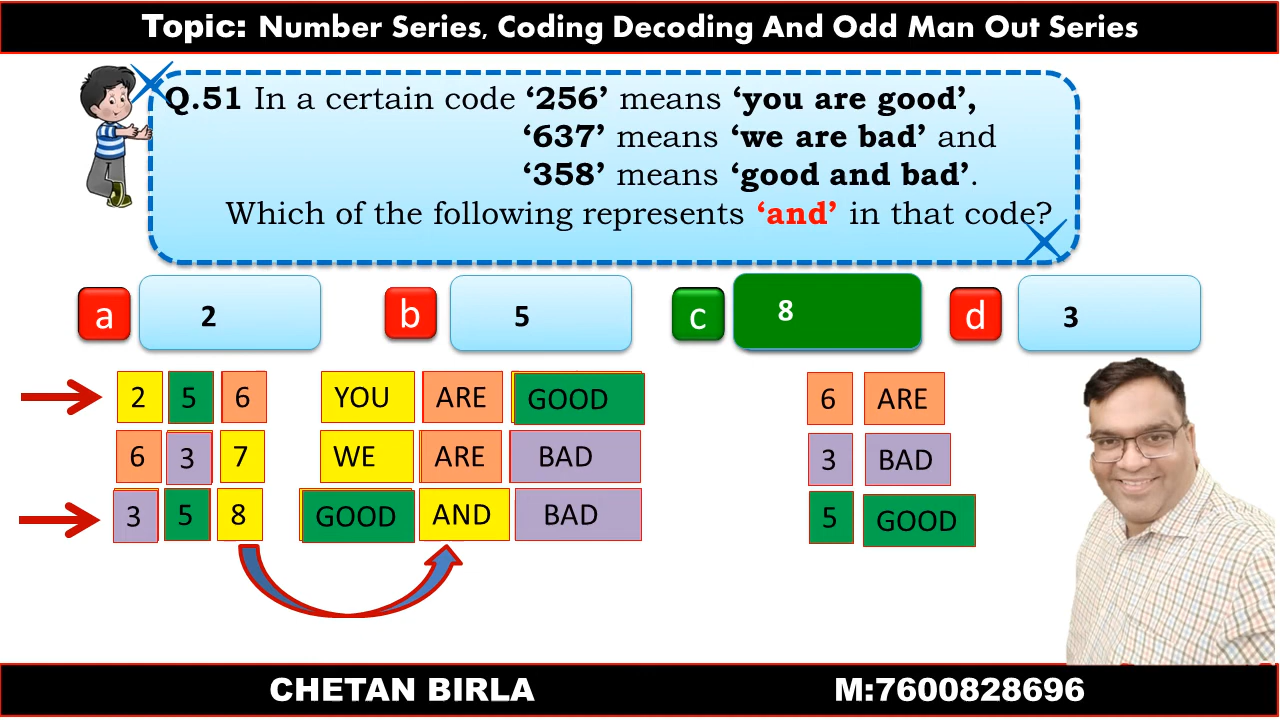 Topic: Number Series, Coding Decoding And Odd Man Out Series
Q.51 In a certain code ‘256’ means ‘you are good’,
‘637’ means ‘we are bad’ and
‘358’ means ‘good and bad’.
Which of the following represents ‘and’ in that code?
a 2 b 5 c 8 d 3
2 5 6 YOU ARE GOOD 6 ARE
6 3 7 WE ARE BAD 3 BAD
3 5 8 GOOD AND BAD 5 GOOD
CHETAN BIRLA M:7600828696